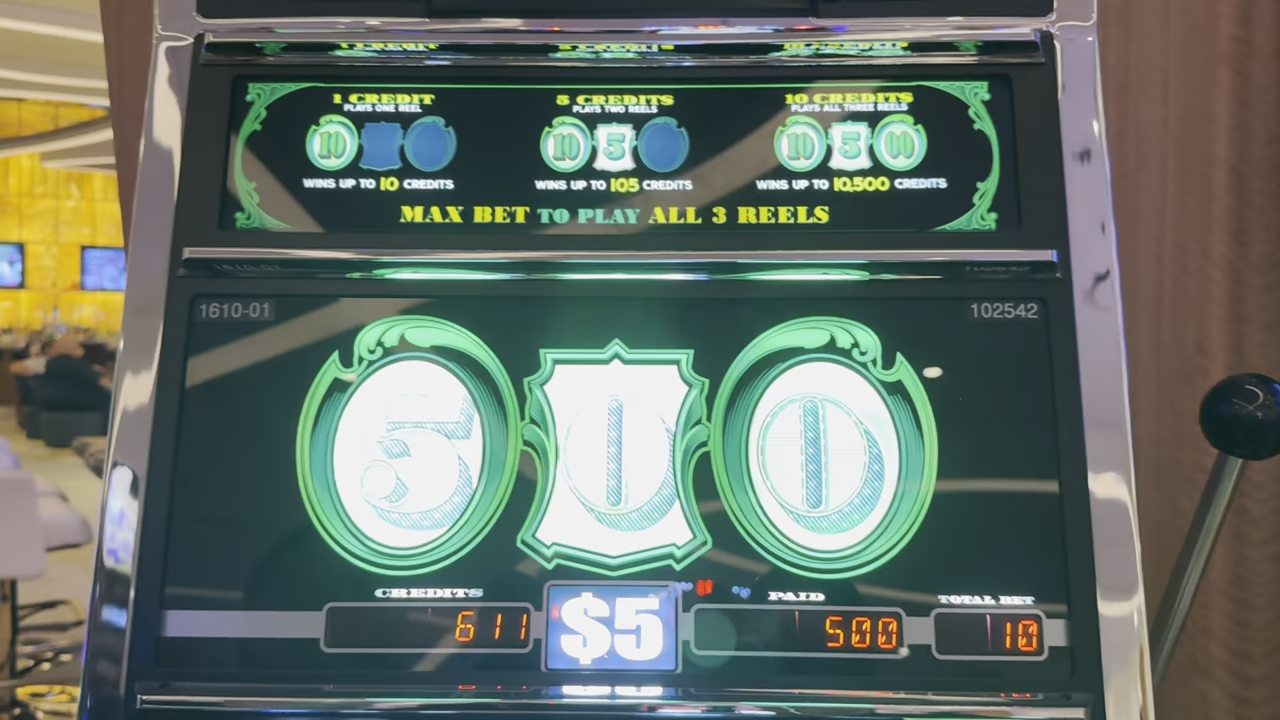 1 CREDIT
PLAYS ONE REEL
10
WINS UP TO 10 CREDITS
5 CREDITS
PLAYS TWO REELS
10 5
WINS UP TO 105 CREDITS
10 CREDITS
PLAYS ALL THREE REELS
10 5 00
WINS UP TO 10,500 CREDITS
MAX BET TO PLAY ALL 3 REELS
1610-01
102542
5 0 0
CREDITS
611
$5
PAID
500
TOTAL BET
10